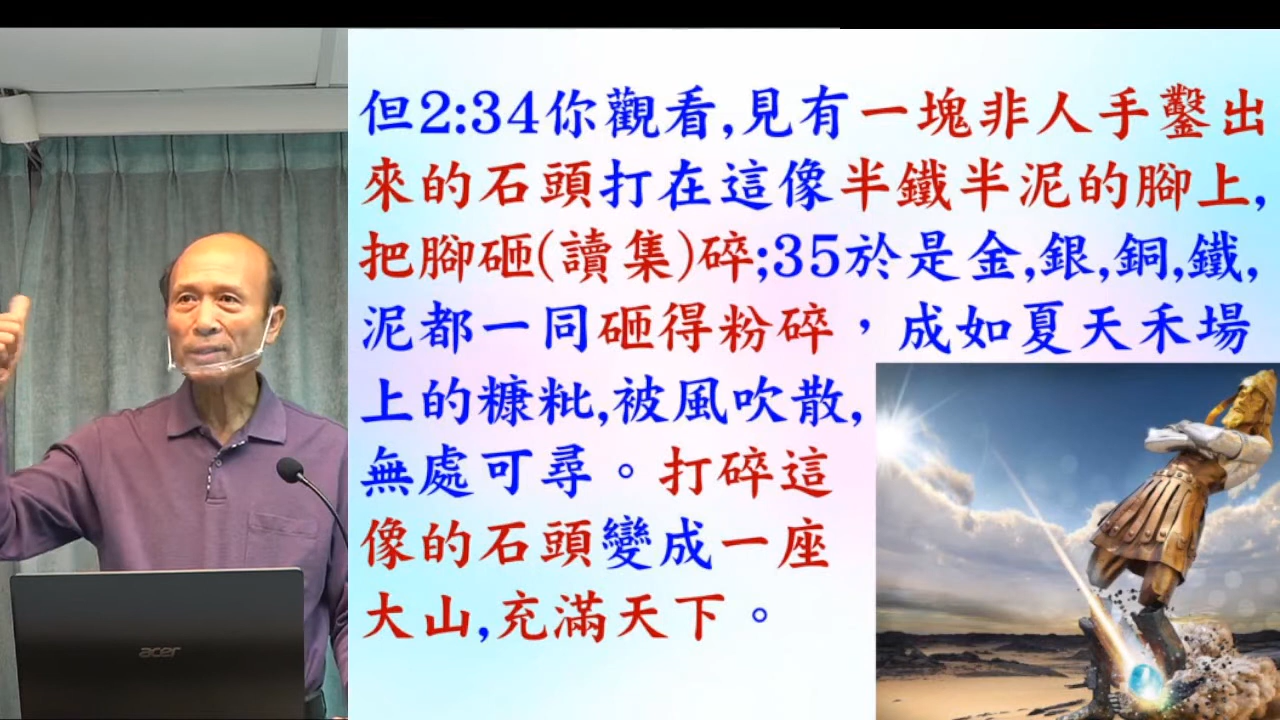 但2:34你觀看,見有一塊非人手鑿出
來的石頭打在這像半鐵半泥的腳上,
把腳砸(讀集)碎;35於是金,銀,銅,鐵,
泥都一同砸得粉碎，成如夏天禾場
上的糠粃,被風吹散,
無處可尋。打碎這
像的石頭變成一座
大山,充滿天下。
acer